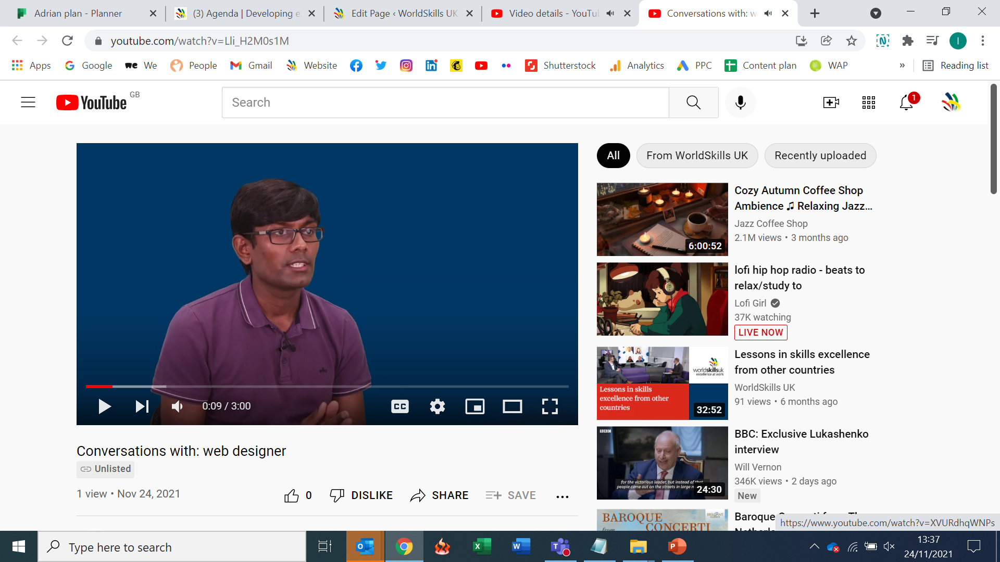 Adrian plan - Planner
(3) Agenda | Developing e
Edit Page ‹ WorldSkills UK
Video details - YouTu
Conversations with: w
youtube.com/watch?v=Lli_H2M0s1M
I
Apps
Google
We
People
Gmail
Website
Shutterstock
Analytics
PPC
Content plan
WAP
»
Reading list
YouTube GB
Search
1
All
From WorldSkills UK
Recently uploaded
Cozy Autumn Coffee Shop
Ambience ♫ Relaxing Jazz...
Jazz Coffee Shop
2.1M views • 3 months ago
6:00:52
lofi hip hop radio - beats to
relax/study to
Lofi Girl
37K watching
LIVE NOW
Lessons in skills excellence
from other countries
WorldSkills UK
91 views • 6 months ago
worldskillsuk
excellence at work
Lessons in skills
excellence from other
countries
32:52
BBC: Exclusive Lukashenko
interview
Will Vernon
346K views • 2 days ago
New
BBC
for the victorious leader, but instead of that
people came out on the streets in large
24:30
0:09 / 3:00
CC
Conversations with: web designer
Unlisted
1 view • Nov 24, 2021
0
DISLIKE
SHARE
SAVE
BAROQUE
from CONCERTI
BRILLIANT
CLASSICS
Baroque
https://www.youtube.com/watch?v=XVURdhqWNPs
Type here to search
13:37
24/11/2021